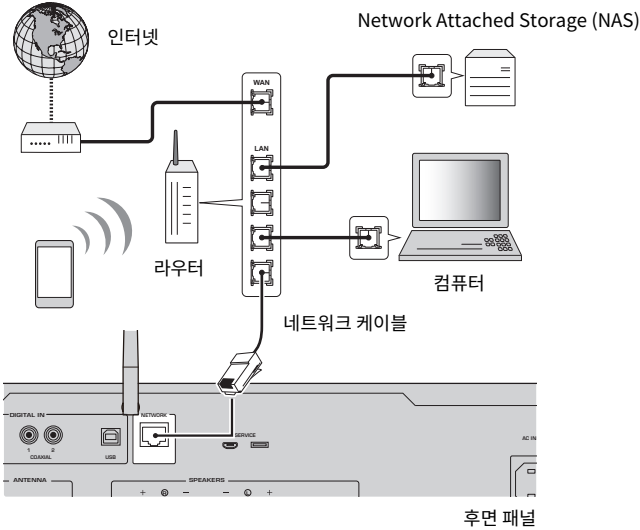 인터넷
Network Attached Storage (NAS)
WAN
LAN
라우터
컴퓨터
네트워크 케이블
DIGITAL IN
1 2
COAXIAL
USB
NETWORK
SERVICE
AC IN
ANTENNA
SPEAKERS
+ R − − L +
후면 패널